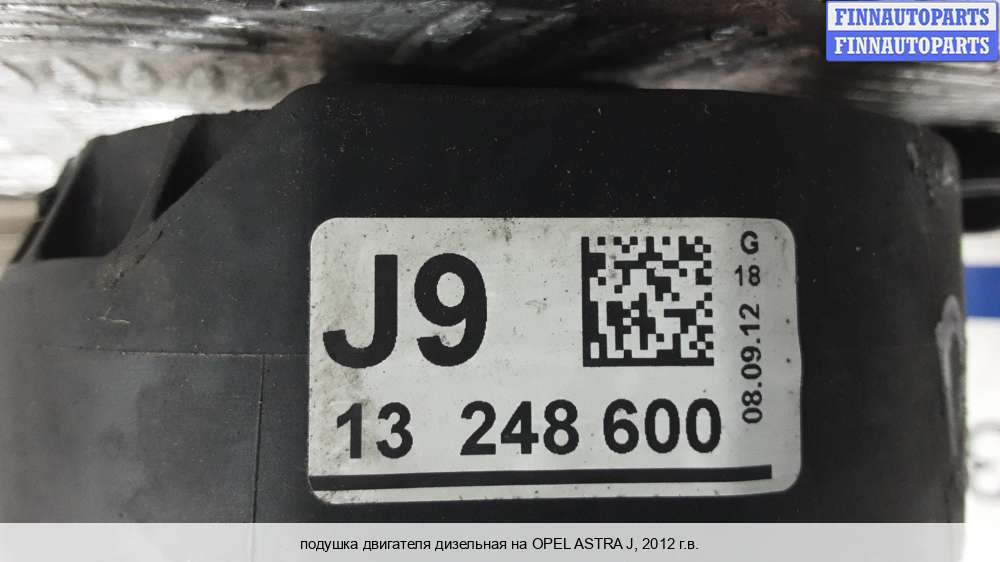 FINNAUTOPARTS
FINNAUTOPARTS
J9
G
18
08.09.12
13 248 600
подушка двигателя дизельная на OPEL ASTRA J, 2012 г.в.